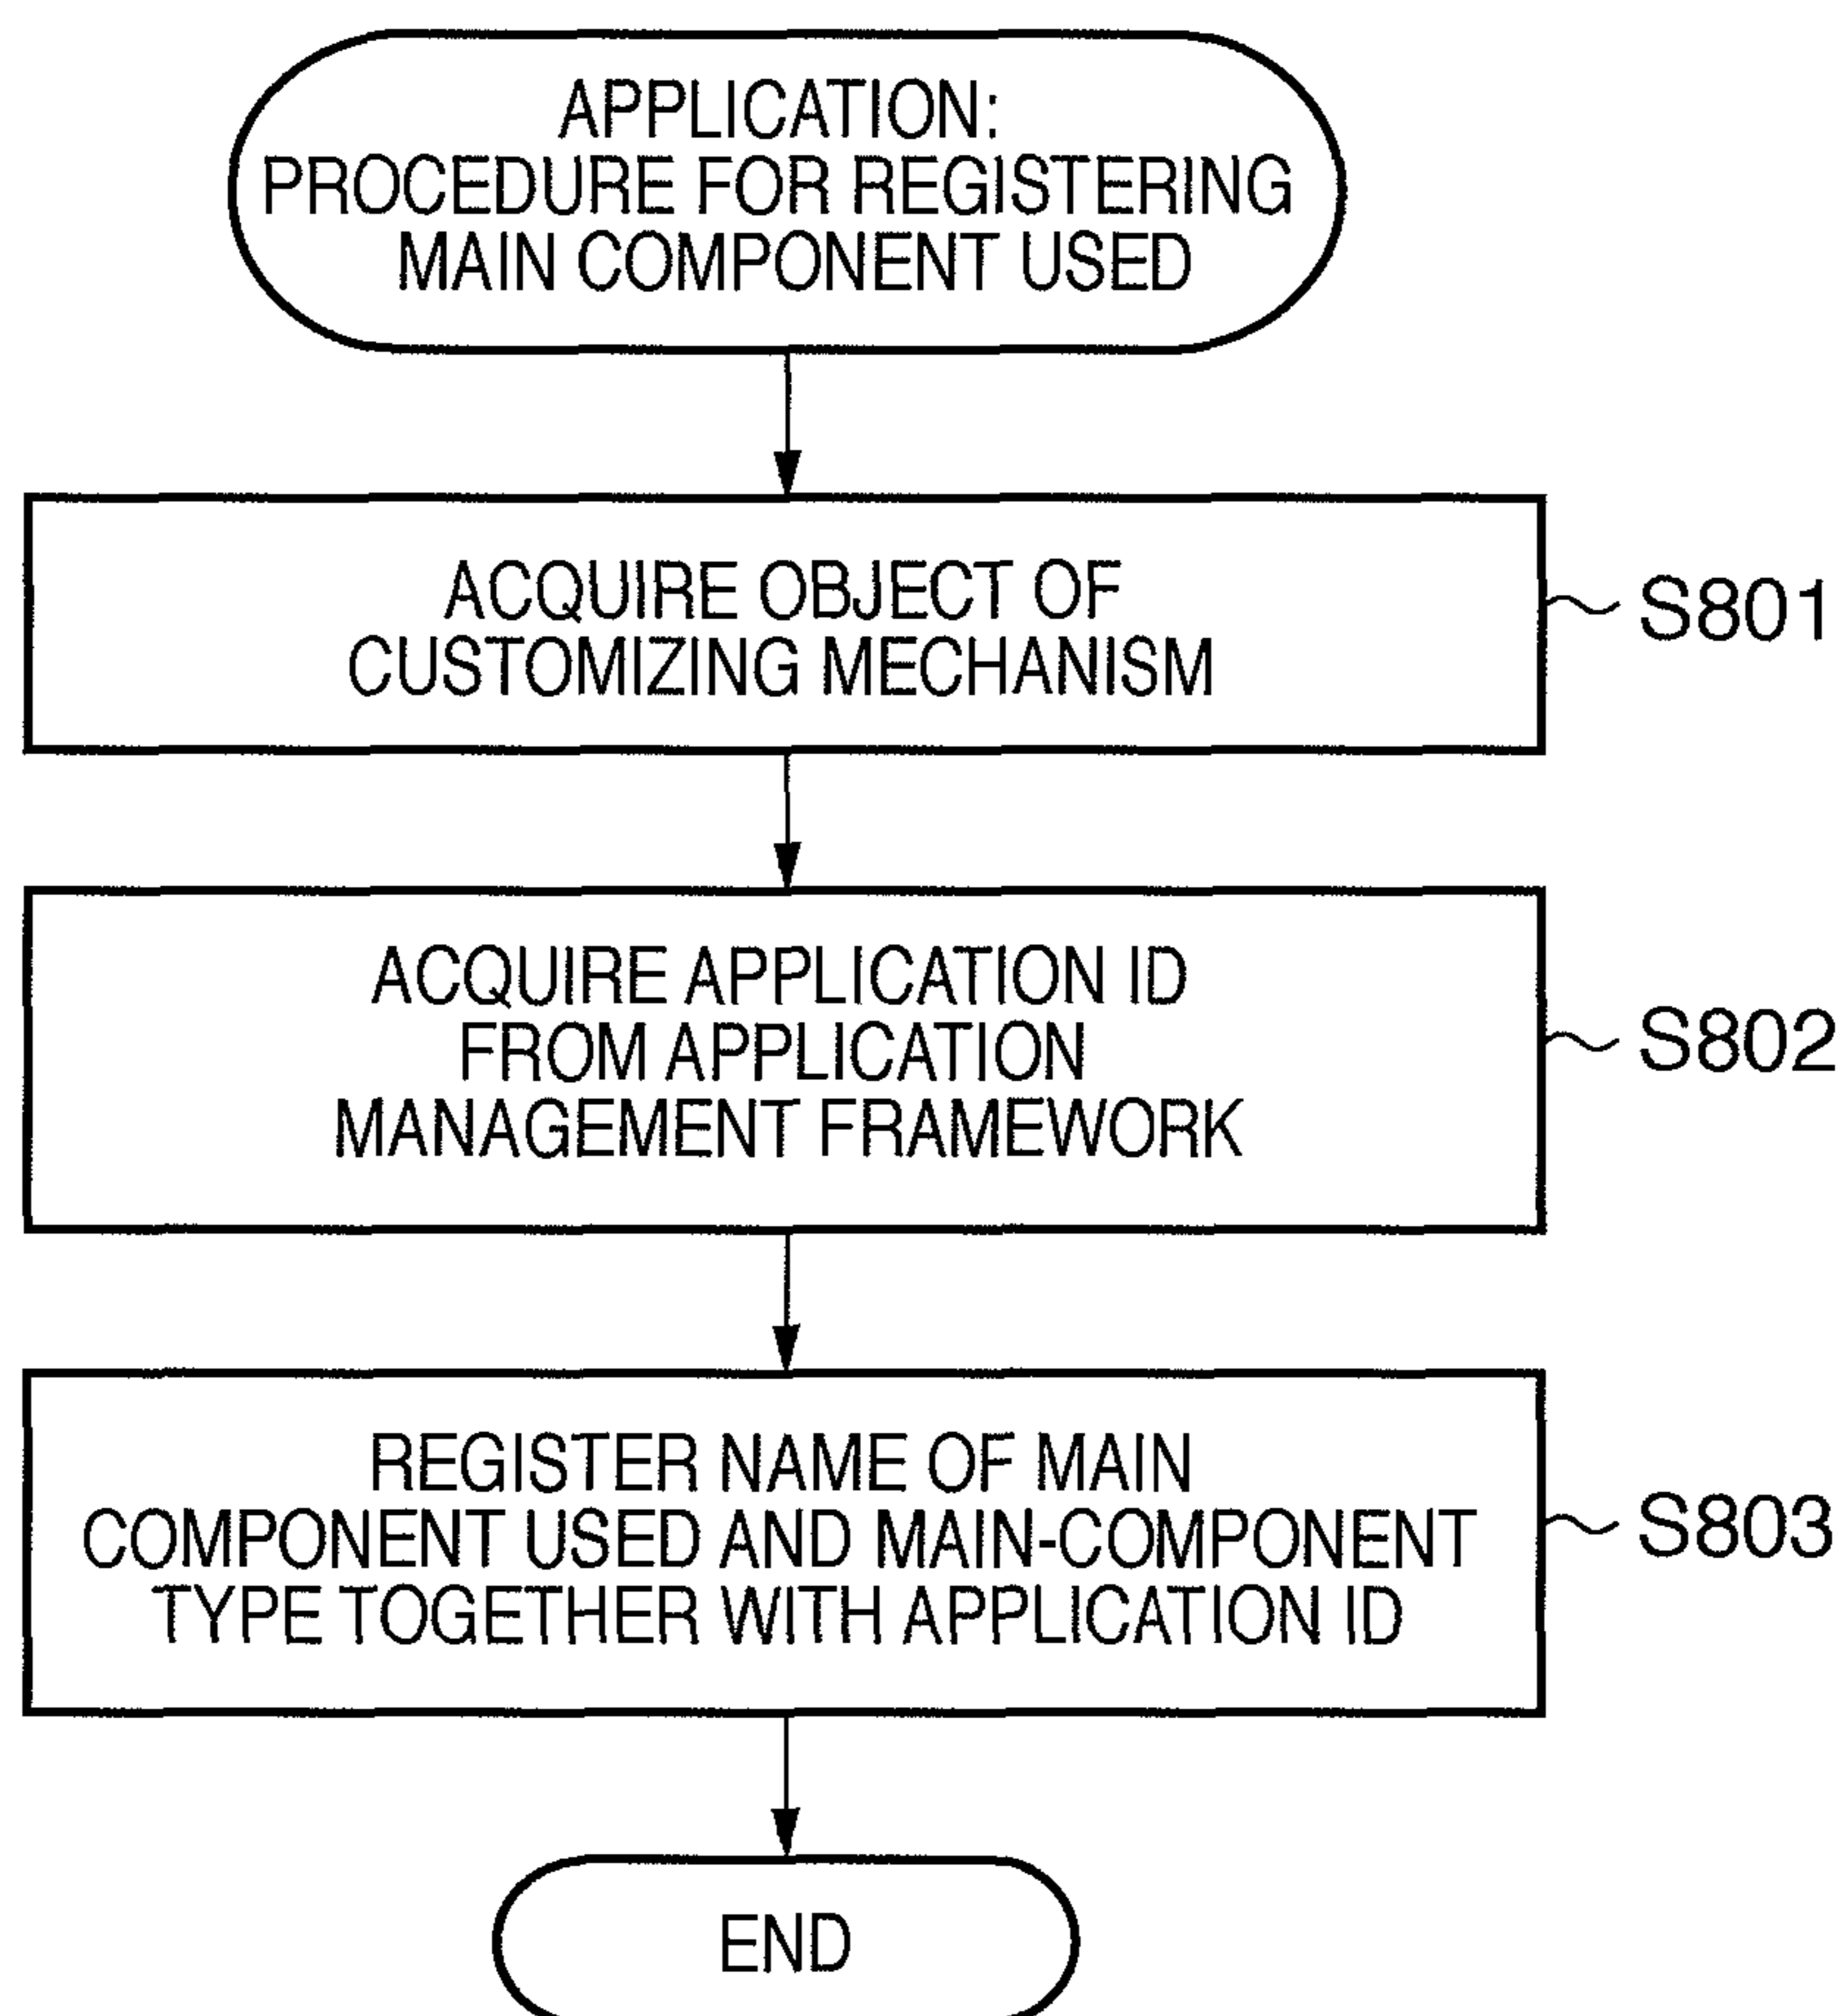 APPLICATION:
PROCEDURE FOR REGISTERING
MAIN COMPONENT USED
ACQUIRE OBJECT OF
CUSTOMIZING MECHANISM
S801
ACQUIRE APPLICATION ID
FROM APPLICATION
MANAGEMENT FRAMEWORK
S802
REGISTER NAME OF MAIN
COMPONENT USED AND MAIN-COMPONENT
TYPE TOGETHER WITH APPLICATION ID
S803
END